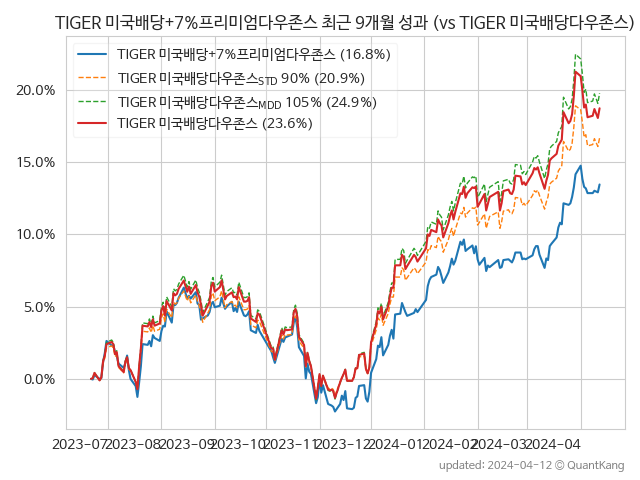 TIGER 미국배당+7%프리미엄다우존스 최근 9개월 성과 (vs TIGER 미국배당다우존스)
TIGER 미국배당+7%프리미엄다우존스 (16.8%)
TIGER 미국배당다우존스STD 90% (20.9%)
TIGER 미국배당다우존스MDD 105% (24.9%)
TIGER 미국배당다우존스 (23.6%)
20.0%
15.0%
10.0%
5.0%
0.0%
2023-07 2023-08 2023-09 2023-10 2023-11 2023-12 2024-01 2024-02 2024-03 2024-04
updated: 2024-04-12 © QuantKang